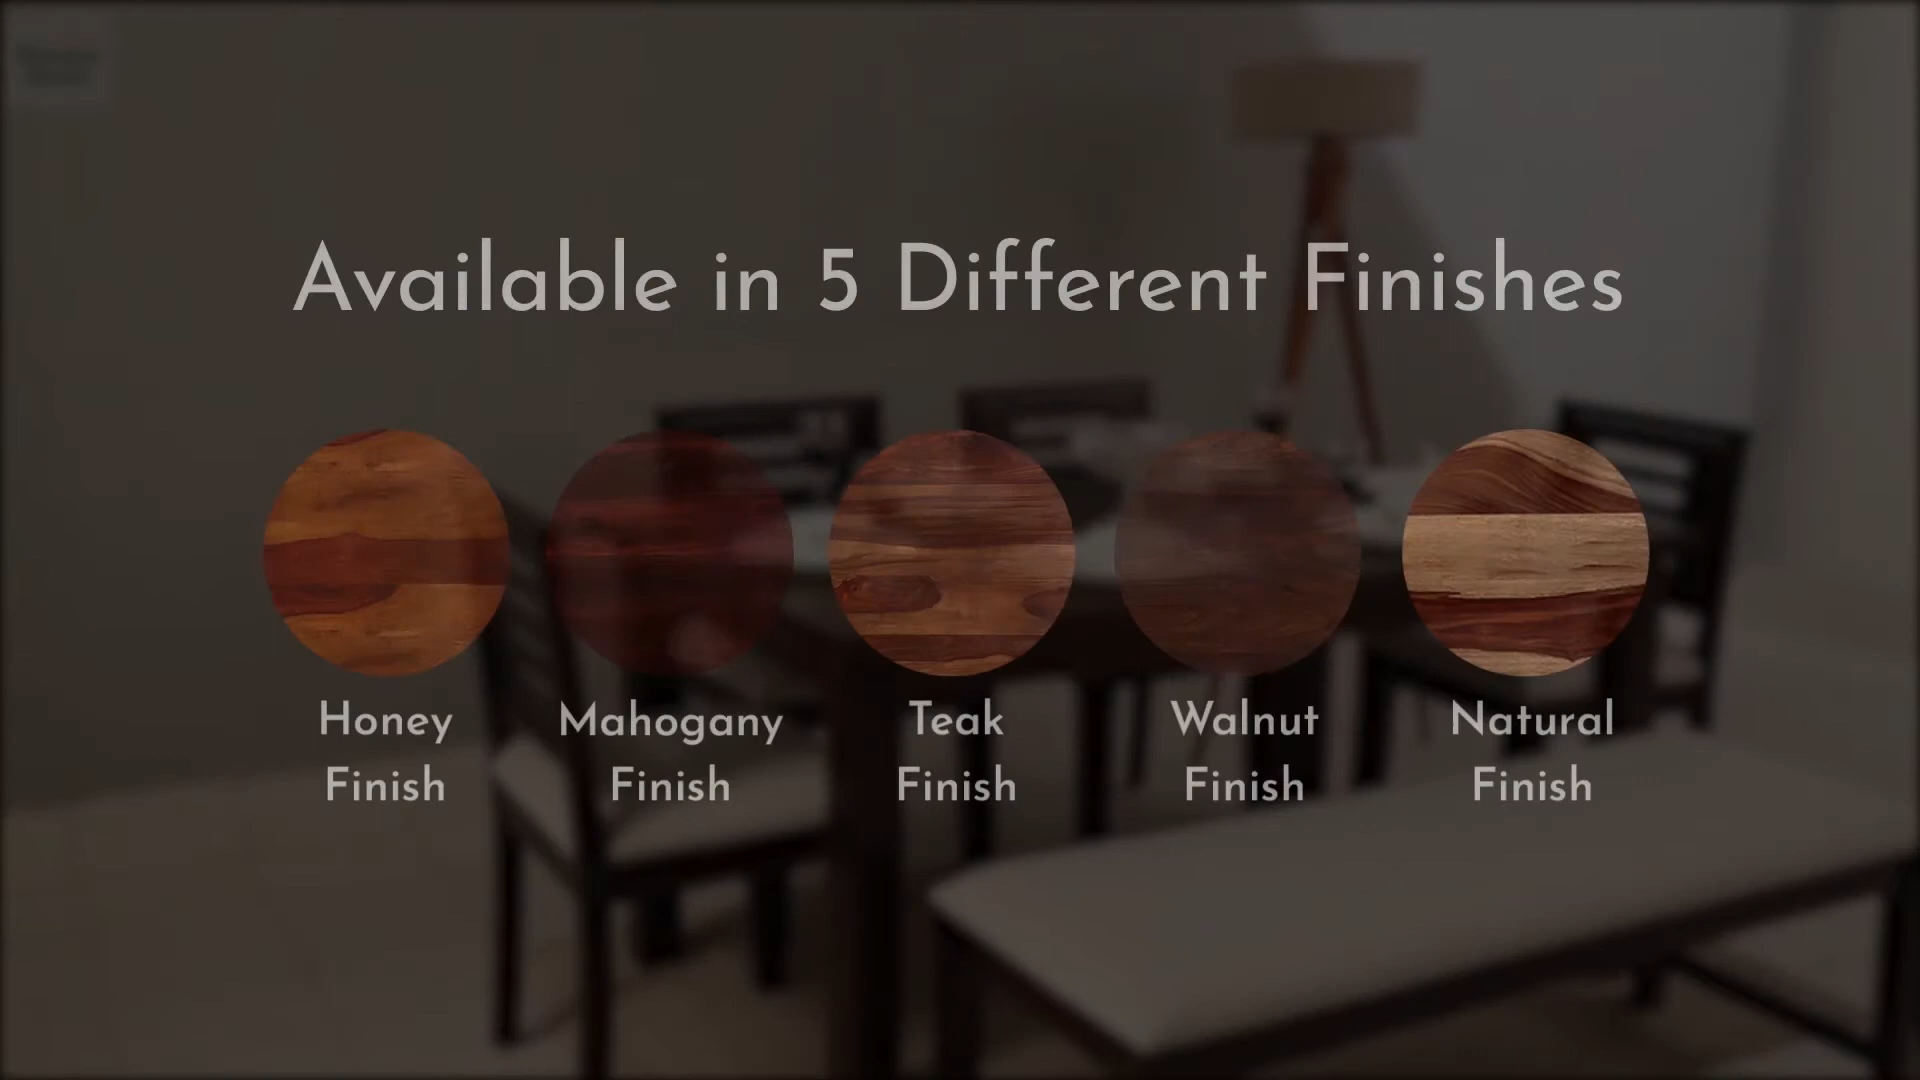 Available in 5 Different Finishes
Honey Finish
Mahogany Finish
Teak Finish
Walnut Finish
Natural Finish